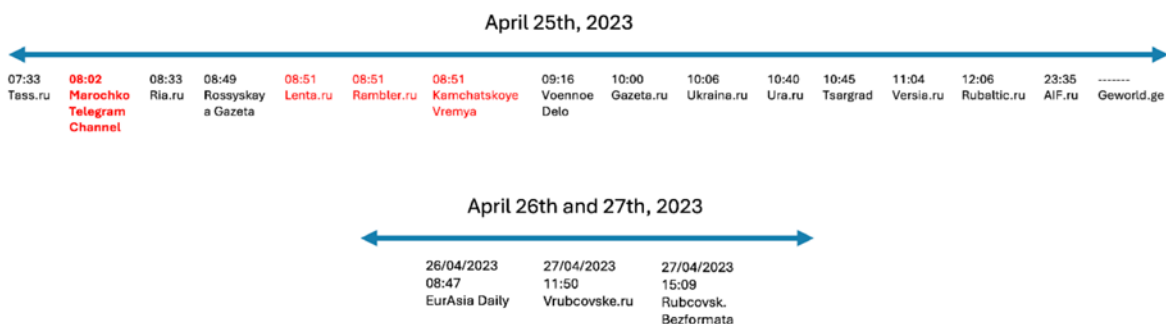 April 25th, 2023
07:33 08:02 08:33 08:49 08:51 08:51 08:51 09:16 10:00 10:06 10:40 10:45 11:04 12:06 23:35 -------
Tass.ru Marochko Ria.ru Rossyskay Lenta.ru Rambler.ru Kamchatskoye Voennoe Gazeta.ru Ukraina.ru Ura.ru Tsargrad Versia.ru Rubaltic.ru AIF.ru Geworld.ge
Telegram a Gazeta Vremya Delo
Channel
April 26th and 27th, 2023
26/04/2023 27/04/2023 27/04/2023
08:47 11:50 15:09
EurAsia Daily Vrubcovske.ru Rubcovsk.
Bezformata